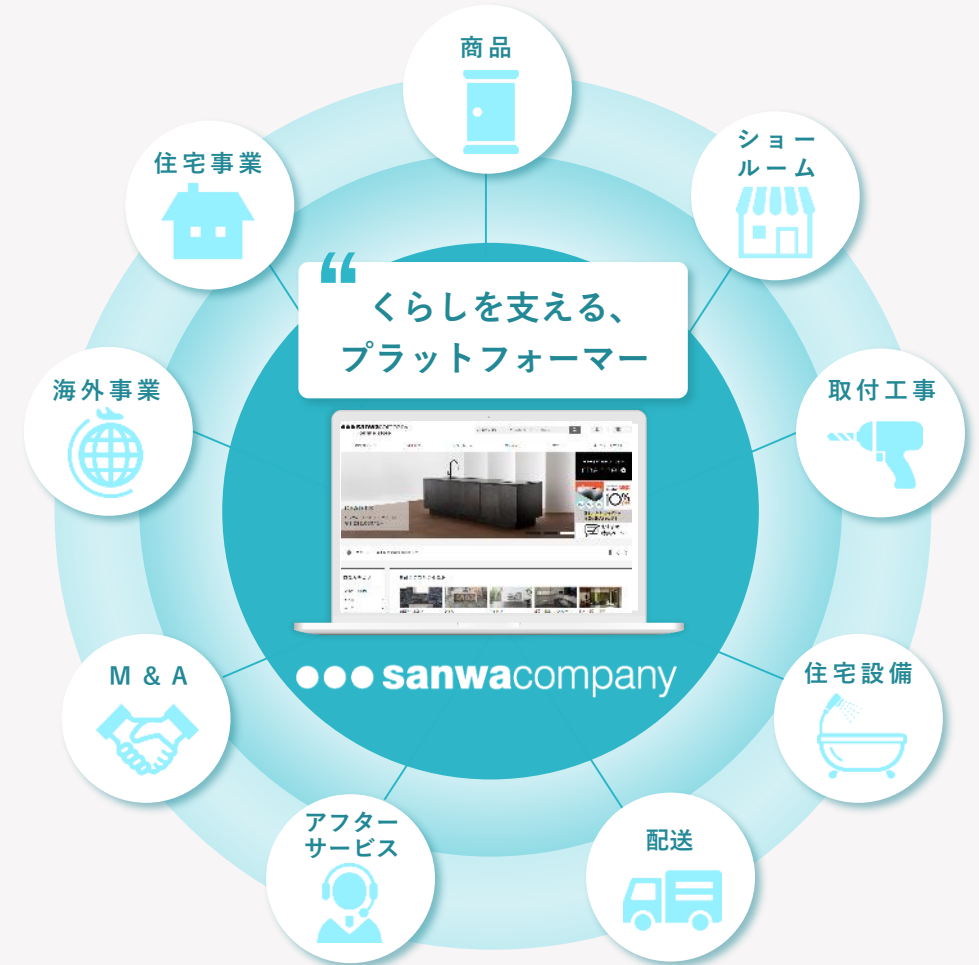 商品
ショー
ルーム
取付工事
住宅設備
配送
アフター
サービス
M & A
海外事業
住宅事業
“
くらしを支える、
プラットフォーマー
sanwacompany
sanwacompany